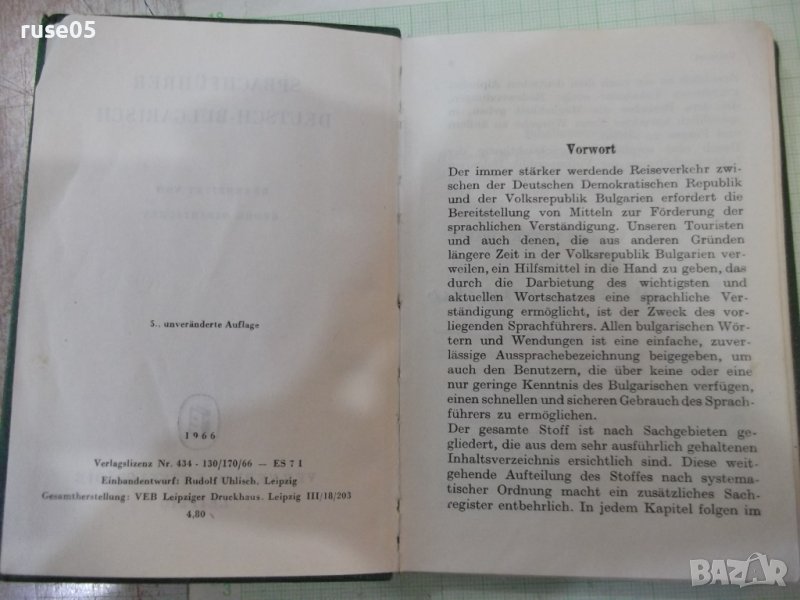 ruse05
SPRACHFÜHRER
DEUTSCH-BULGARISCH
5., unveränderte Auflage
1966
Verlagslizenz Nr. 434 - 130/170/66 — ES 7 I
Einbandentwurf: Rudolf Uhlisch, Leipzig
Gesamtherstellung: VEB Leipziger Druckhaus, Leipzig III/18/203
4,80
Vorwort
Der immer stärker werdende Reiseverkehr zwi-
schen der Deutschen Demokratischen Republik
und der Volksrepublik Bulgarien erfordert die
Bereitstellung von Mitteln zur Förderung der
sprachlichen Verständigung. Unseren Touristen
und auch denen, die aus anderen Gründen
längere Zeit in der Volksrepublik Bulgarien ver-
weilen, ein Hilfsmittel in die Hand zu geben, das
durch die Darbietung des wichtigsten und
aktuellen Wortschatzes eine sprachliche Ver-
ständigung ermöglicht, ist der Zweck des vor-
liegenden Sprachführers. Allen bulgarischen Wör-
tern und Wendungen ist eine einfache, zuver-
lässige Aussprachebezeichnung beigegeben, um
auch den Benutzern, die über keine oder eine
nur geringe Kenntnis des Bulgarischen verfügen,
einen schnellen und sicheren Gebrauch des Sprach-
führers zu ermöglichen.
Der gesamte Stoff ist nach Sachgebieten ge-
gliedert, die aus dem sehr ausführlich gehaltenen
Inhaltsverzeichnis ersichtlich sind. Diese weit-
gehende Aufteilung des Stoffes nach systema-
tischer Ordnung macht ein zusätzliches Sach-
register entbehrlich. In jedem Kapitel folgen im
BAZAR
bg